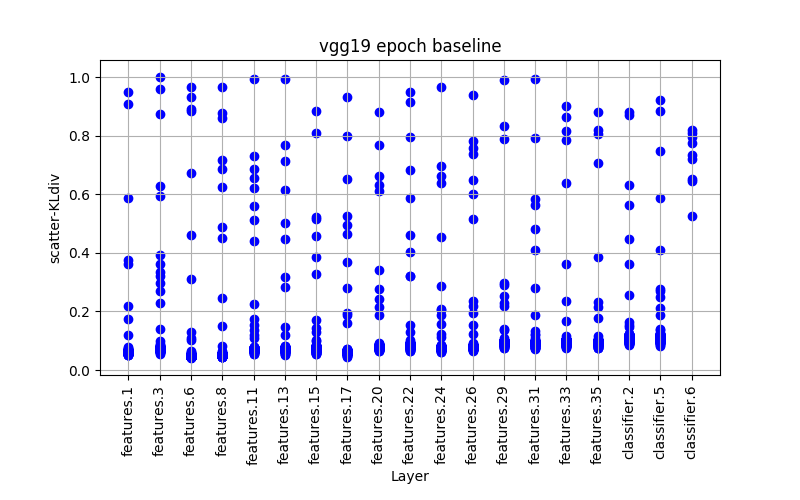 vgg19 epoch baseline
scatter-KLdiv
1.0
0.8
0.6
0.4
0.2
0.0
features.1
features.3
features.6
features.8
features.11
features.13
features.15
features.17
features.20
features.22
features.24
features.26
features.29
features.31
features.33
features.35
classifier.2
classifier.5
classifier.6
Layer